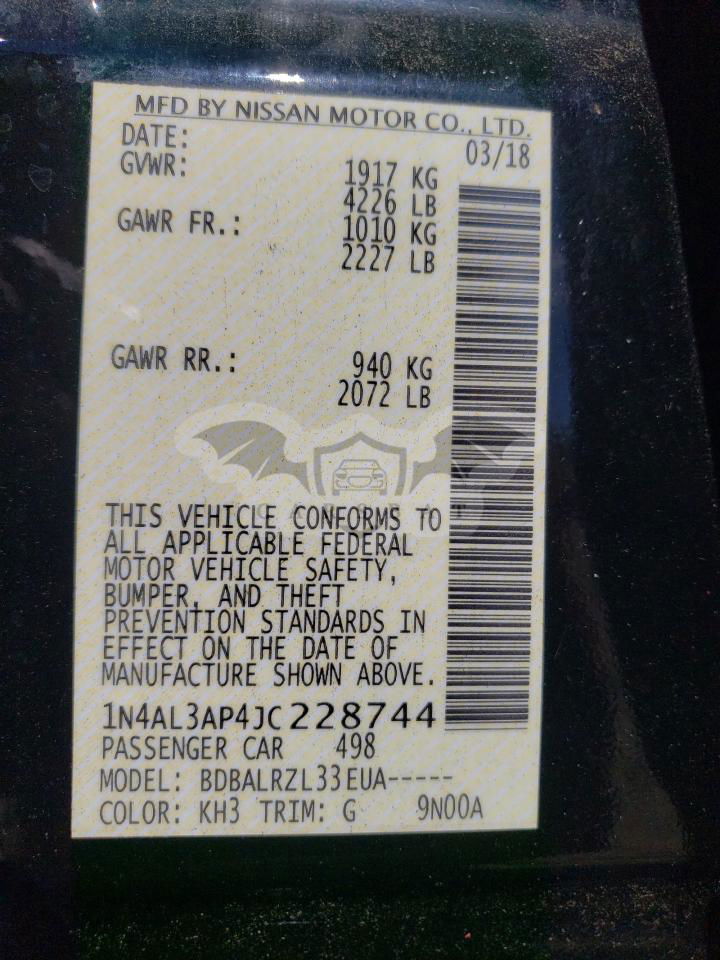 MFD BY NISSAN MOTOR CO., LTD.
DATE: 03/18
GVWR: 1917 KG
4226 LB
GAWR FR.: 1010 KG
2227 LB
GAWR RR.: 940 KG
2072 LB
THIS VEHICLE CONFORMS TO
ALL APPLICABLE FEDERAL
MOTOR VEHICLE SAFETY,
BUMPER, AND THEFT
PREVENTION STANDARDS IN
EFFECT ON THE DATE OF
MANUFACTURE SHOWN ABOVE.
1N4AL3AP4JC228744
PASSENGER CAR 498
MODEL: BDBALRZL33EUA-----
COLOR: KH3 TRIM: G 9N00A